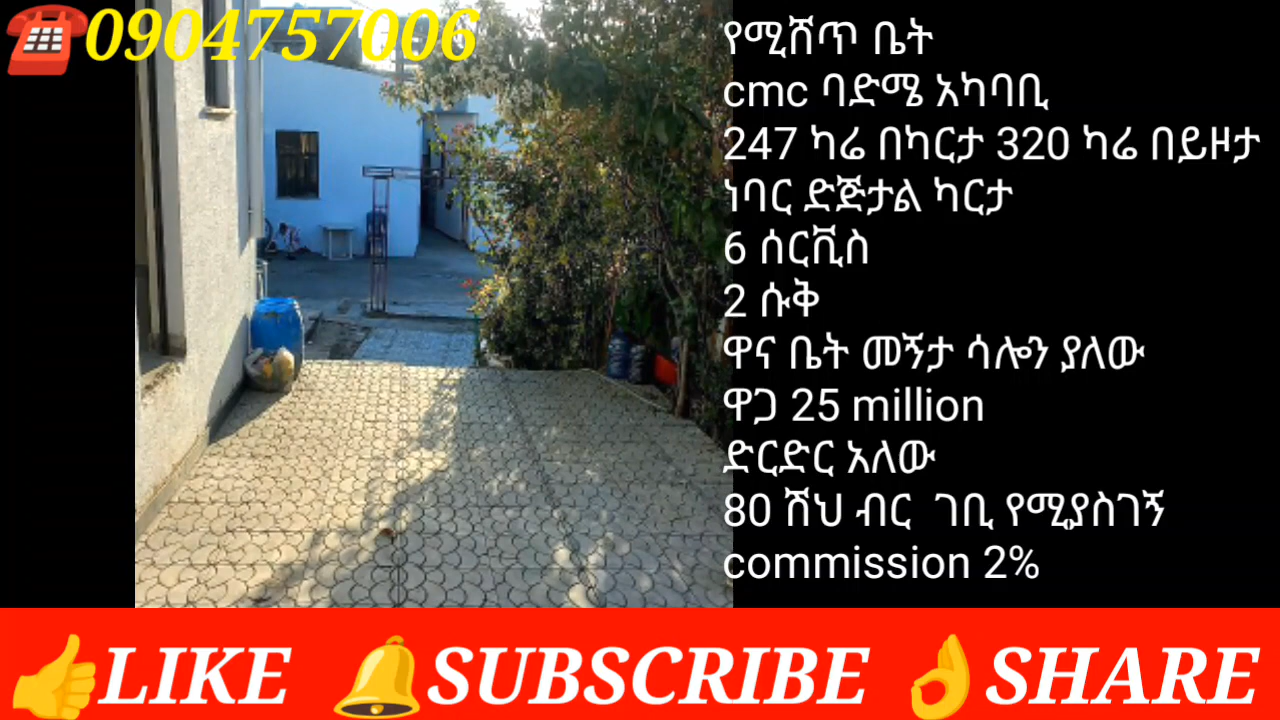 0904757006
የሚሸጥ ቤት
cmc ባድሜ አካባቢ
247 ካሬ በካርታ 320 ካሬ በይዞታ
ነባር ድጅታል ካርታ
6 ሰርቪስ
2 ሱቅ
ዋና ቤት መኝታ ሳሎን ያለው
ዋጋ 25 million
ድርድር አለው
80 ሽህ ብር ገቢ የሚያስገኝ
commission 2%
LIKE SUBSCRIBE SHARE